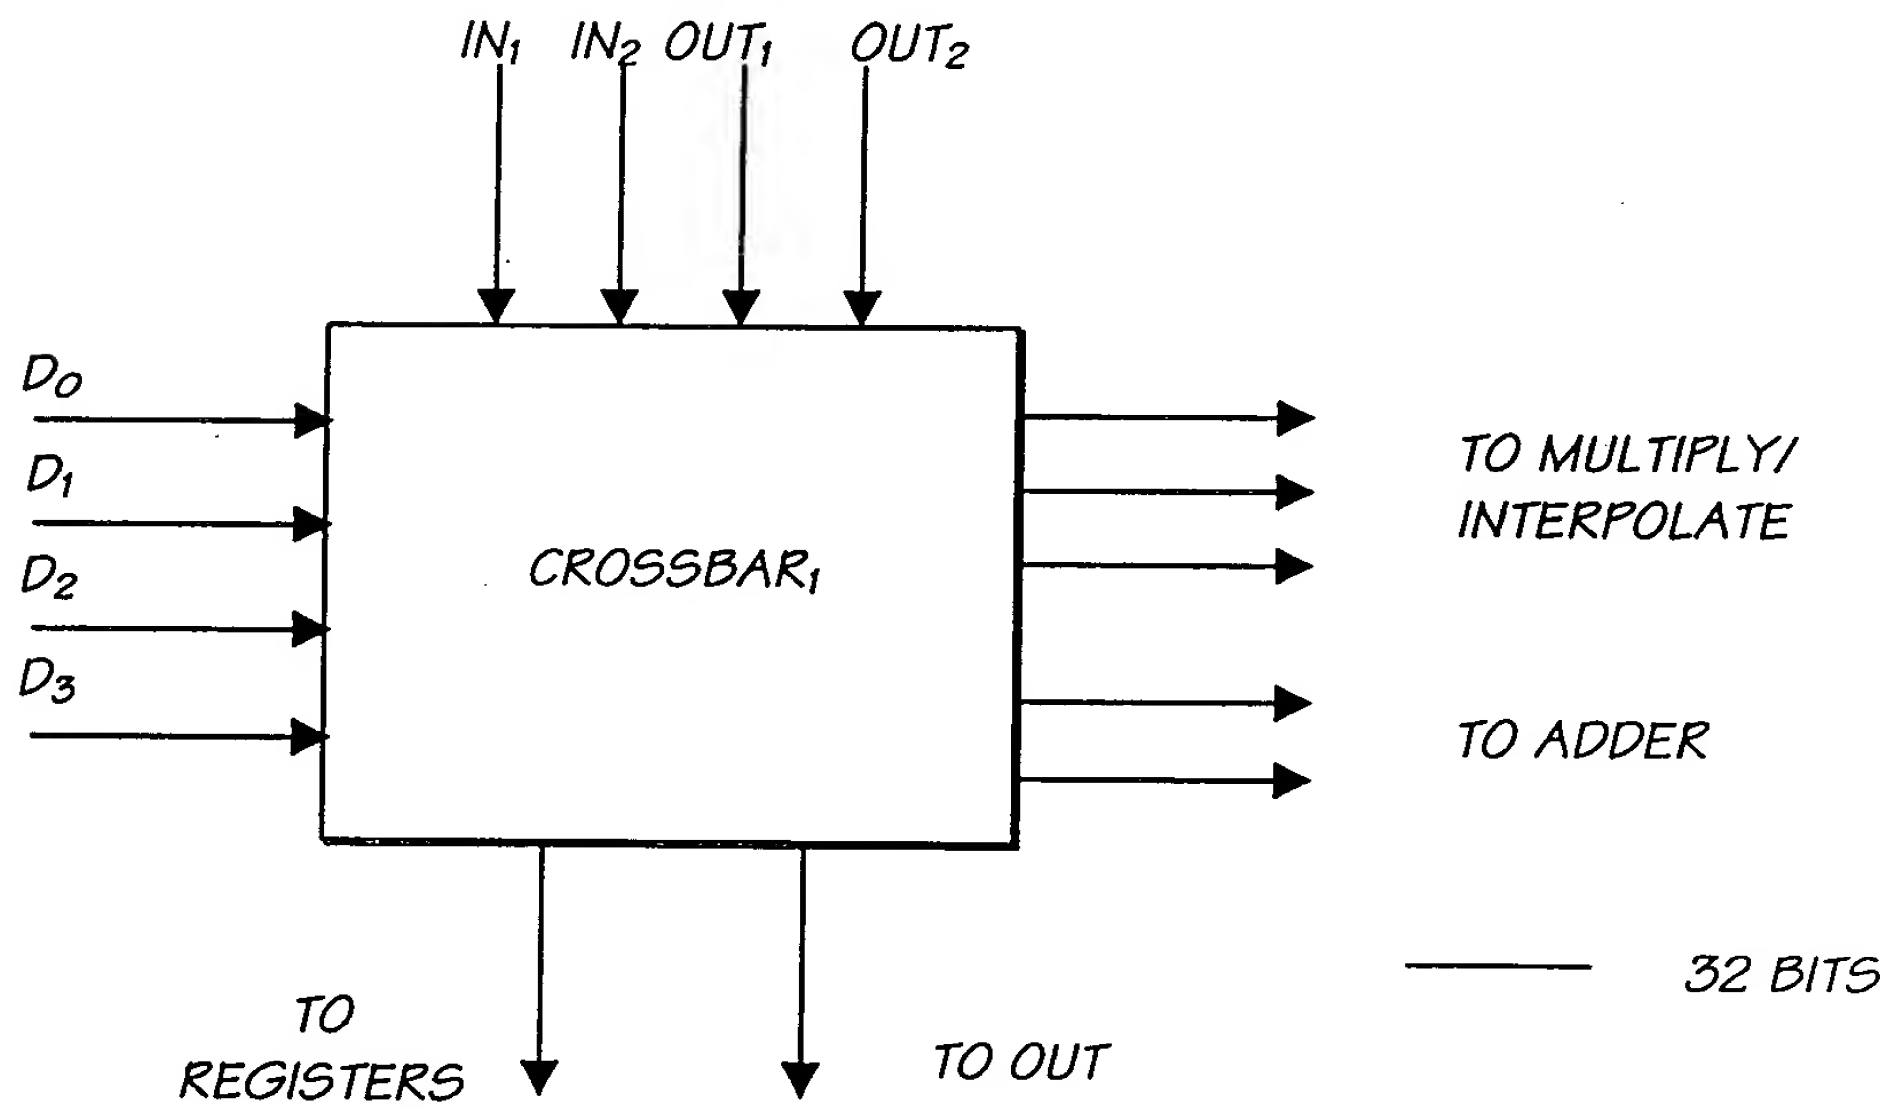 IN₁ IN₂ OUT₁ OUT₂
D₀
D₁
D₂
D₃
CROSSBAR₁
TO MULTIPLY/
INTERPOLATE
TO ADDER
32 BITS
TO
REGISTERS
TO OUT